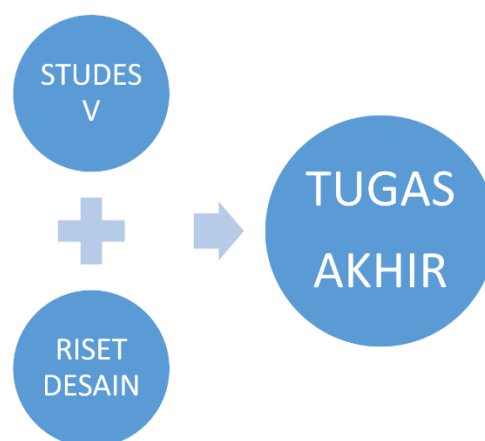 STUDES
V
RISET
DESAIN
TUGAS
AKHIR